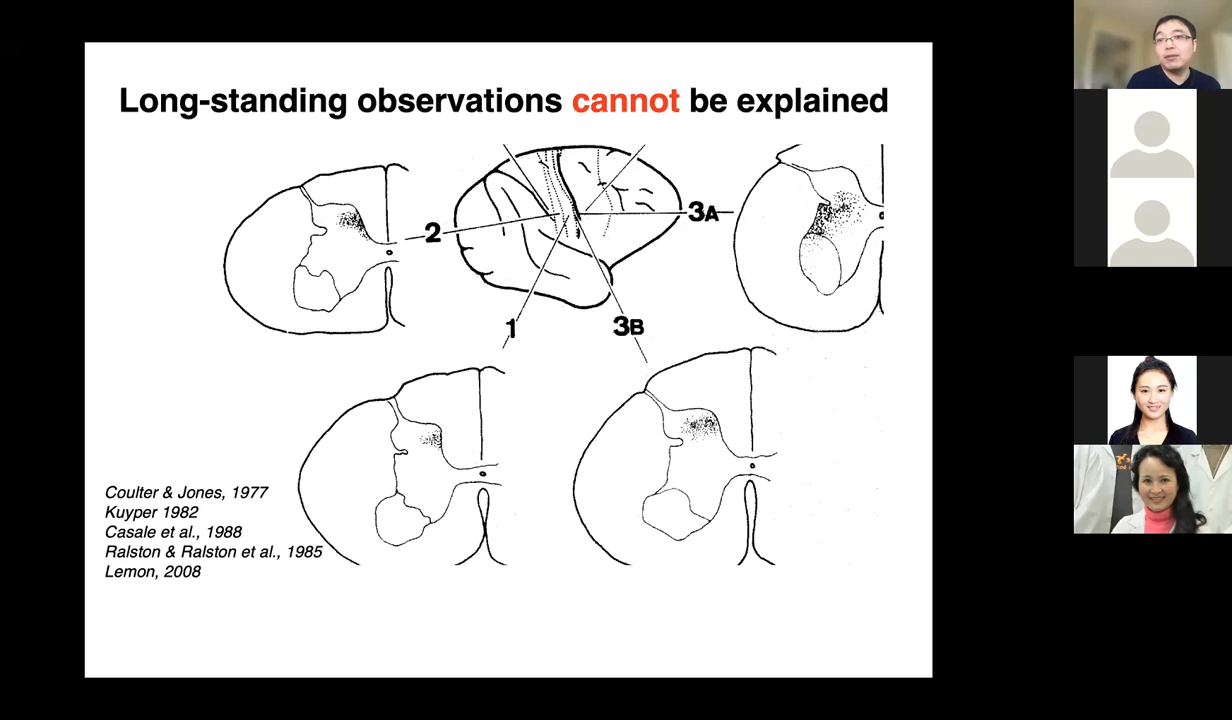 Long-standing observations cannot be explained
2
3A
1
3B
Coulter & Jones, 1977
Kuyper 1982
Casale et al., 1988
Ralston & Ralston et al., 1985
Lemon, 2008